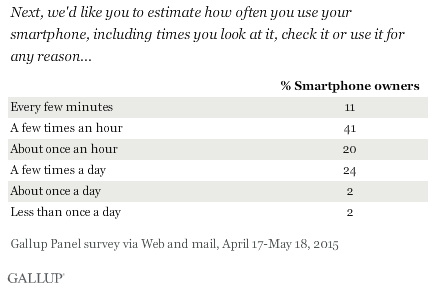 Next, we'd like you to estimate how often you use your
smartphone, including times you look at it, check it or use it for
any reason...
% Smartphone owners
Every few minutes 11
A few times an hour 41
About once an hour 20
A few times a day 24
About once a day 2
Less than once a day 2
Gallup Panel survey via Web and mail, April 17-May 18, 2015
GALLUP®